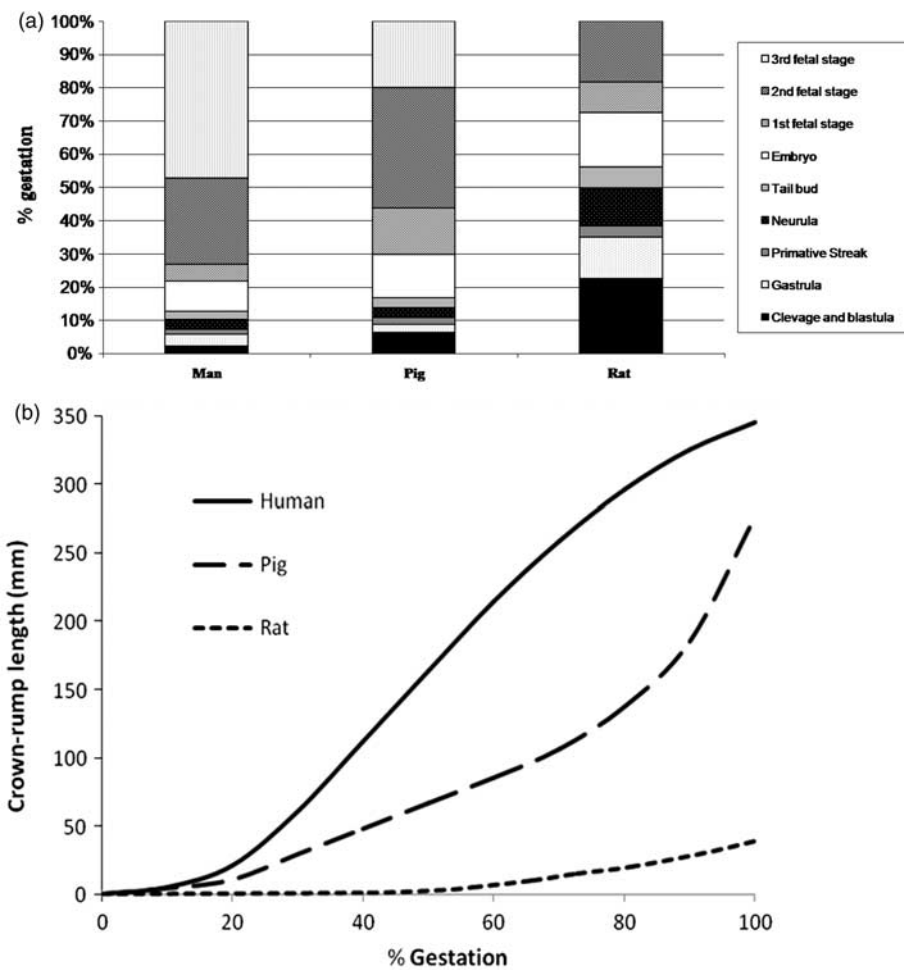 (a)
100%
90%
80%
70%
60%
50%
40%
30%
20%
10%
0%
% gestation
Man Pig Rat
3rd fetal stage
2nd fetal stage
1st fetal stage
Embryo
Tail bud
Neurula
Primative Streak
Gastrula
Clevage and blastula
(b)
350
300
250
200
150
100
50
0
Crown-rump length (mm)
Human
Pig
Rat
0 20 40 60 80 100
% Gestation